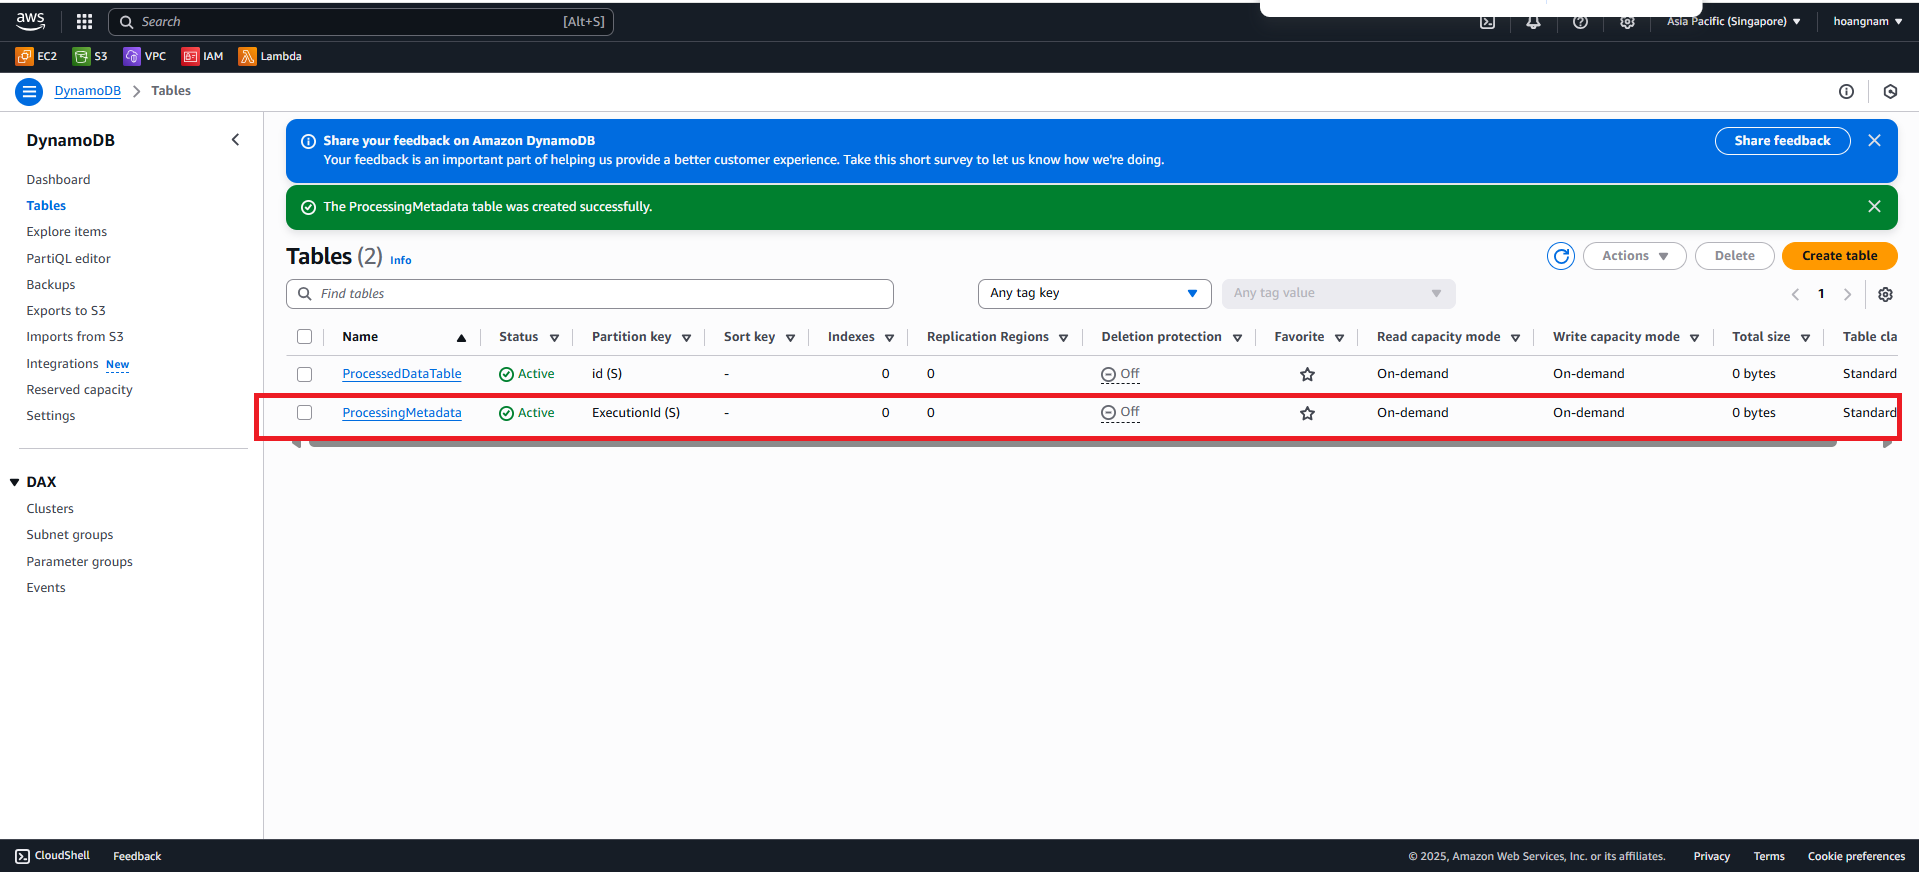 aws Search [Alt+S] Asia Pacific (Singapore) hoangnam
EC2 S3 VPC IAM Lambda
DynamoDB Tables
DynamoDB
Dashboard
Tables
Explore items
PartiQL editor
Backups
Exports to S3
Imports from S3
Integrations New
Reserved capacity
Settings
DAX
Clusters
Subnet groups
Parameter groups
Events
Share your feedback on Amazon DynamoDB
Your feedback is an important part of helping us provide a better customer experience. Take this short survey to let us know how we're doing.
Share feedback
The ProcessingMetadata table was created successfully.
Tables (2) Info
Actions Delete Create table
Find tables Any tag key Any tag value 1
Name Status Partition key Sort key Indexes Replication Regions Deletion protection Favorite Read capacity mode Write capacity mode Total size Table cla
ProcessedDataTable Active id (S) - 0 0 Off On-demand On-demand 0 bytes Standard
ProcessingMetadata Active ExecutionId (S) - 0 0 Off On-demand On-demand 0 bytes Standard
CloudShell Feedback © 2025, Amazon Web Services, Inc. or its affiliates. Privacy Terms Cookie preferences